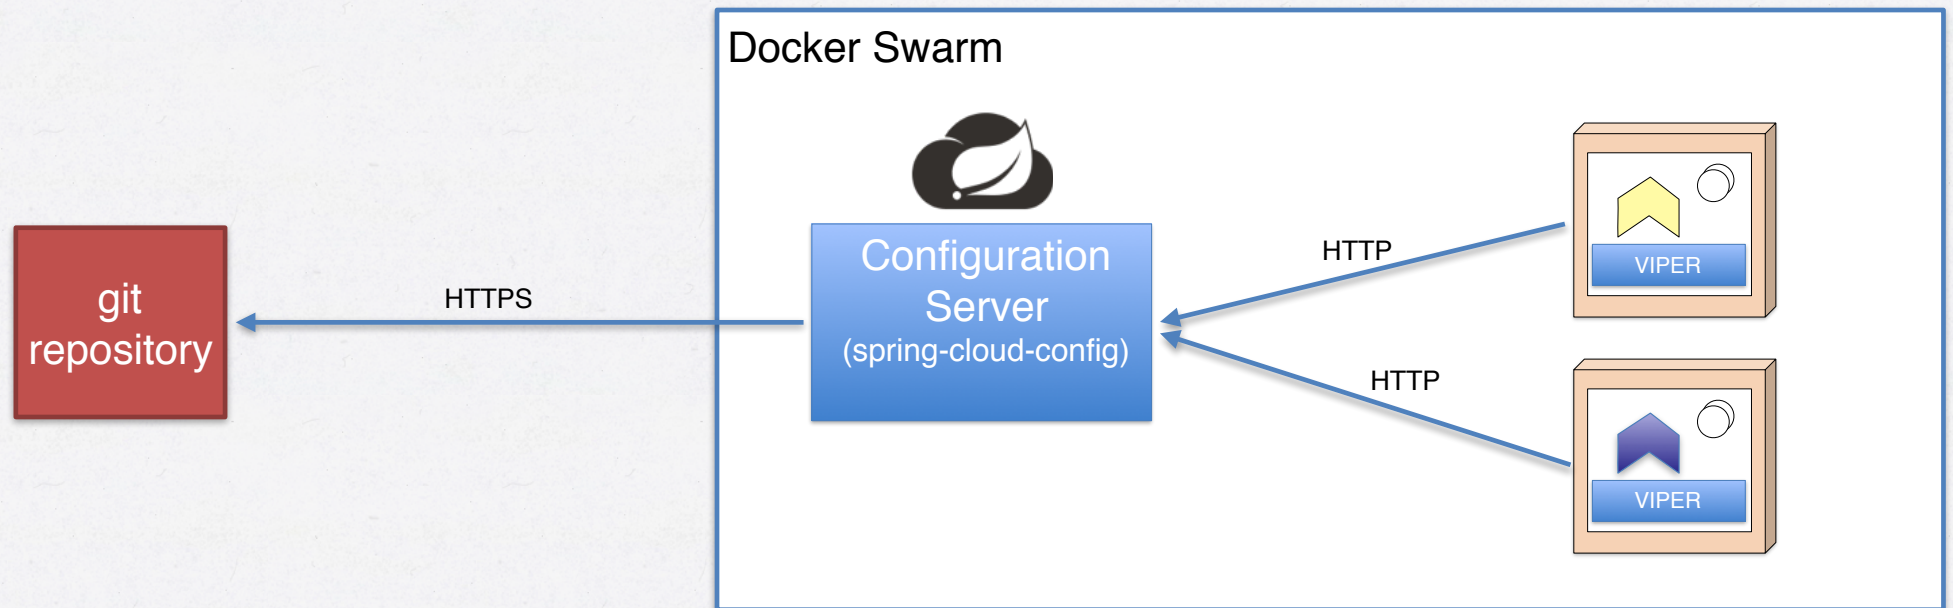 Docker Swarm
git
repository
HTTPS
Configuration
Server
(spring-cloud-config)
HTTP
VIPER
HTTP
VIPER